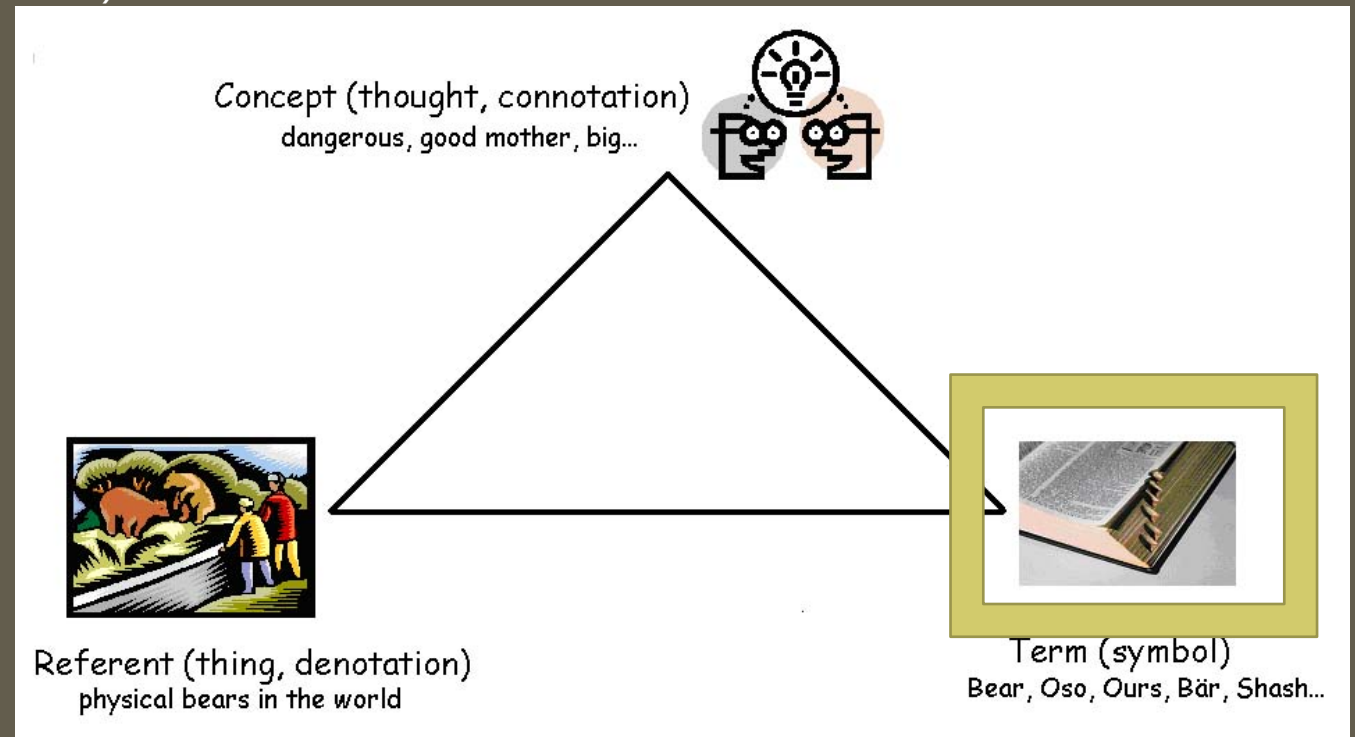 Concept (thought, connotation)
dangerous, good mother, big...
Referent (thing, denotation)
physical bears in the world
Term (symbol)
Bear, Oso, Ours, Bär, Shash...